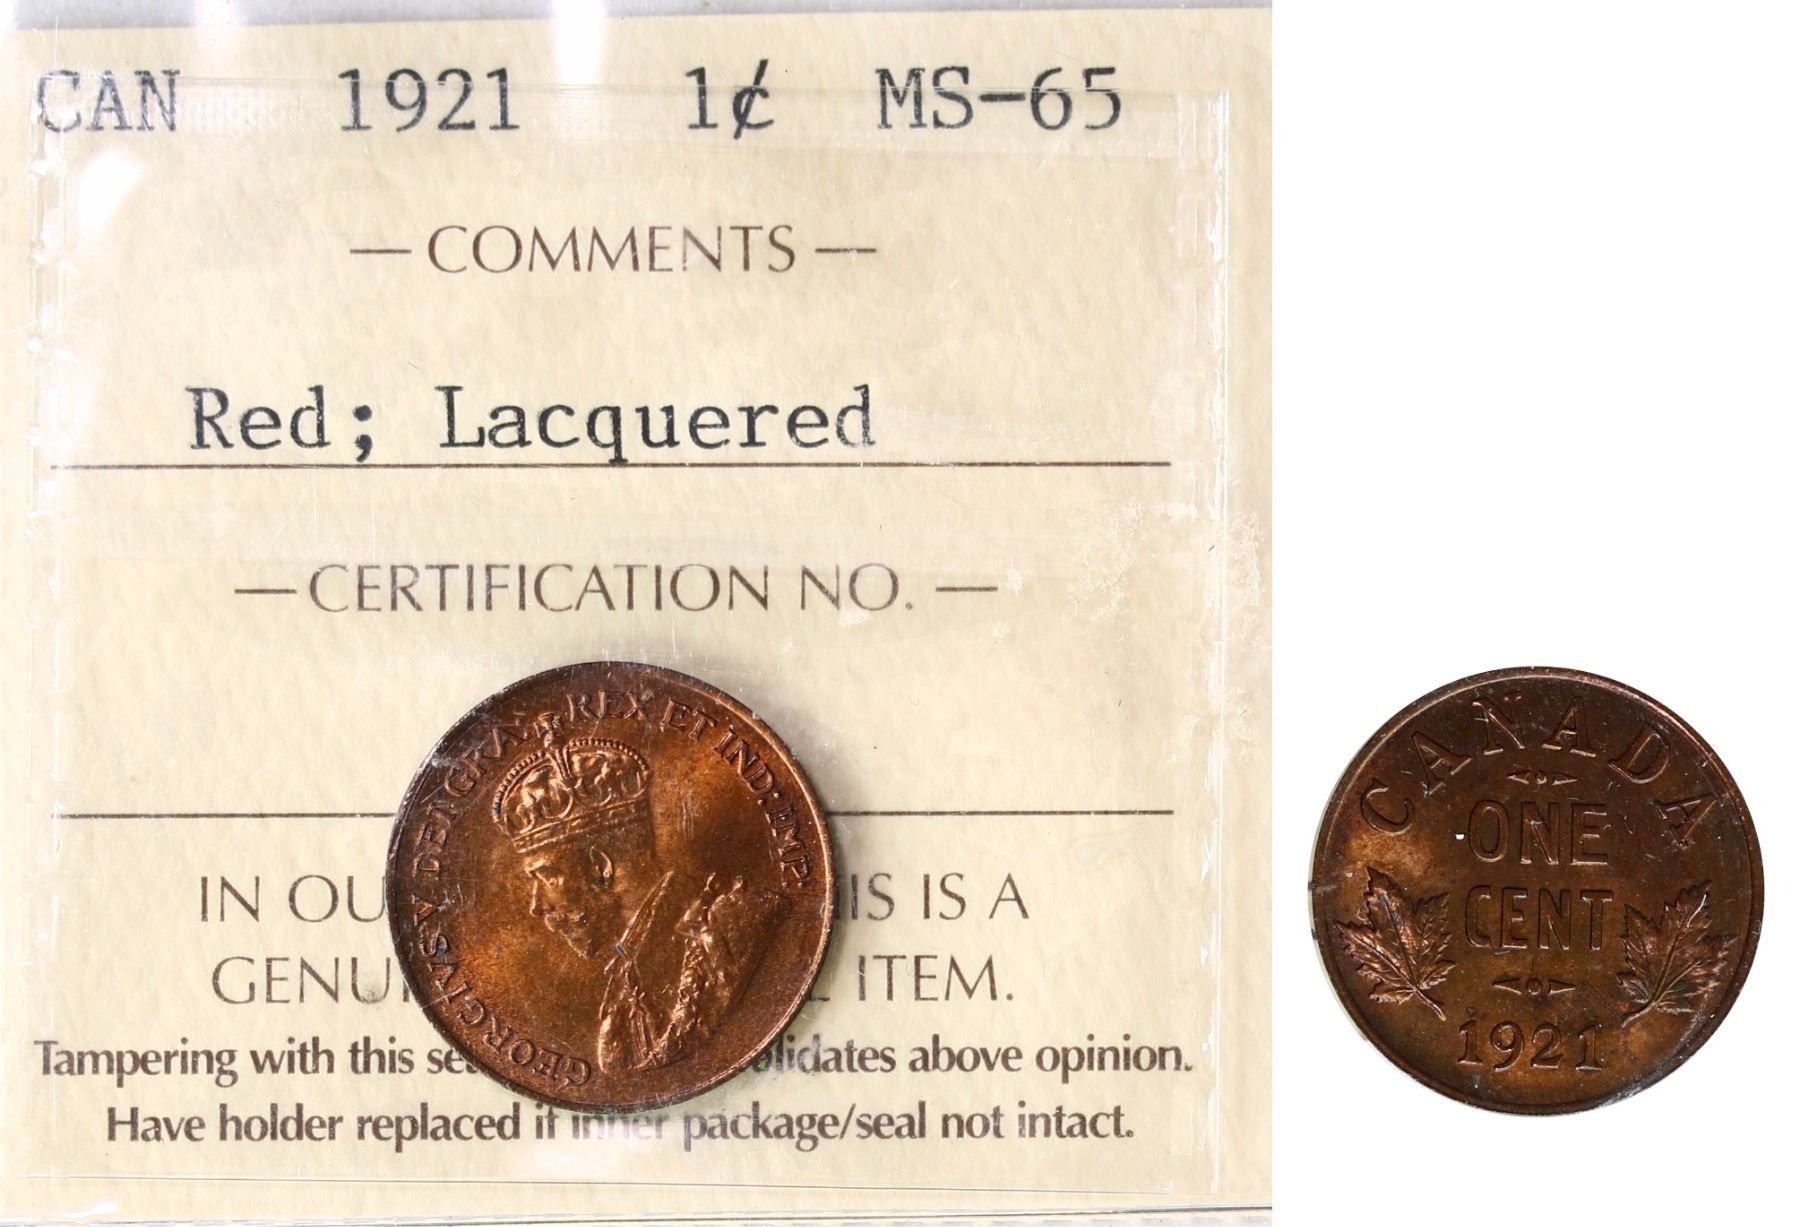 CAN 1921 1¢ MS-65
— COMMENTS —
Red; Lacquered
— CERTIFICATION NO. —
IN OU IS IS A
GENU ITEM.
Tampering with this se lidates above opinion.
Have holder replaced if inner package/seal not intact.
GEORGIVS V DEI GRA: REX ET IND: IMP:
CANADA
ONE
CENT
1921